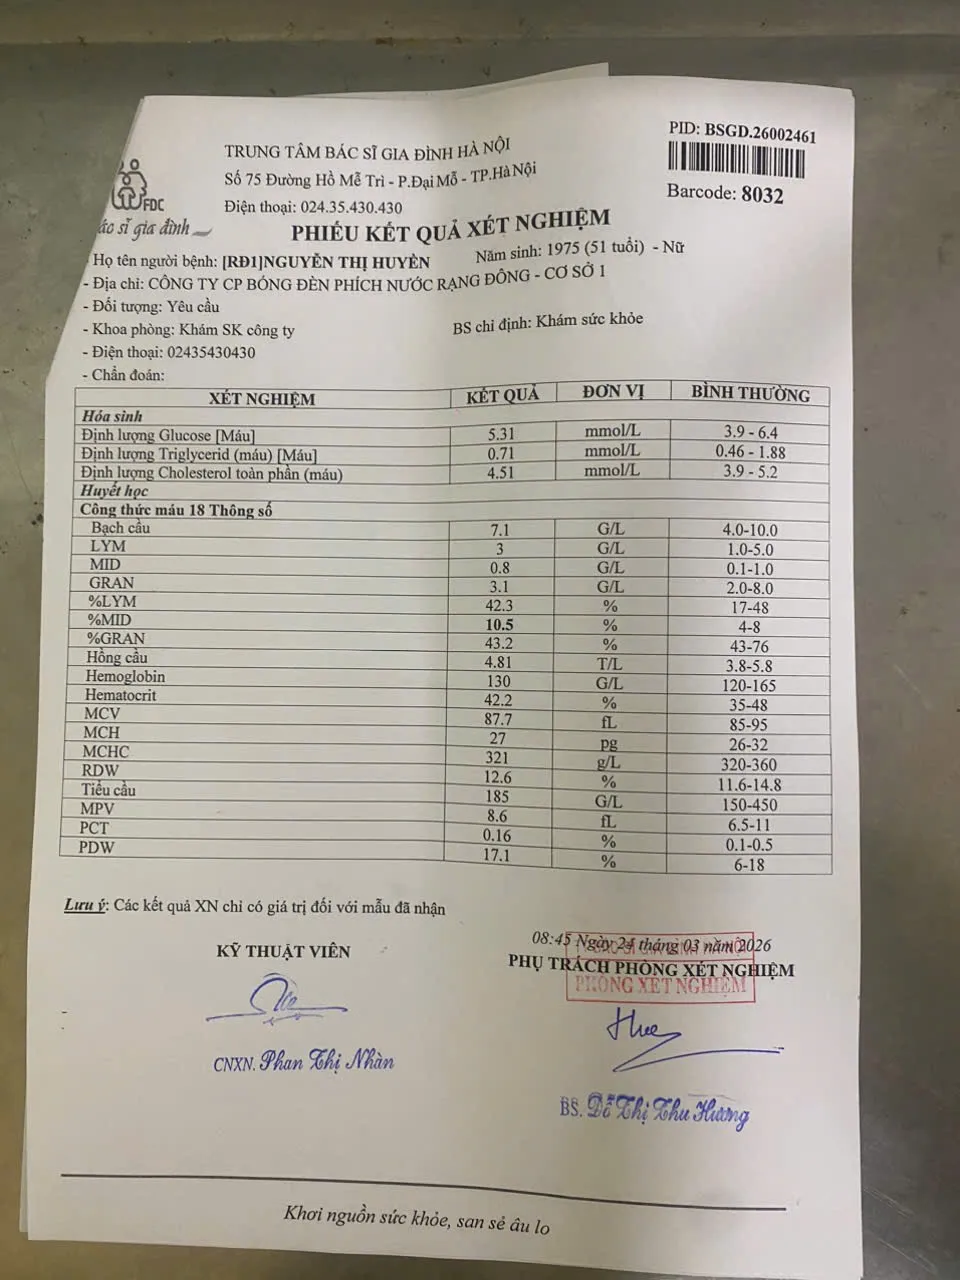 TRUNG TÂM BÁC SĨ GIA ĐÌNH HÀ NỘI
Số 75 Đường Hồ Mễ Trì - P.Đại Mỗ - TP.Hà Nội
Điện thoại: 024.35.430.430
PID: BSGD.26002461
Barcode: 8032
FDC
ác sĩ gia đình
PHIẾU KẾT QUẢ XÉT NGHIỆM
- Họ tên người bệnh: [RĐ1]NGUYỄN THỊ HUYÈN Năm sinh: 1975 (51 tuổi) - Nữ
- Địa chỉ: CÔNG TY CP BÓNG ĐÈN PHÍCH NƯỚC RẠNG ĐÔNG - CƠ SỞ 1
- Đối tượng: Yêu cầu
- Khoa phòng: Khám SK công ty BS chỉ định: Khám sức khỏe
- Điện thoại: 02435430430
- Chẩn đoán:
XÉT NGHIỆM KẾT QUẢ ĐƠN VỊ BÌNH THƯỜNG
Hóa sinh
Định lượng Glucose [Máu] 5.31 mmol/L 3.9 - 6.4
Định lượng Triglycerid (máu) [Máu] 0.71 mmol/L 0.46 - 1.88
Định lượng Cholesterol toàn phần (máu) 4.51 mmol/L 3.9 - 5.2
Huyết học
Công thức máu 18 Thông số
Bạch cầu 7.1 G/L 4.0-10.0
LYM 3 G/L 1.0-5.0
MID 0.8 G/L 0.1-1.0
GRAN 3.1 G/L 2.0-8.0
%LYM 42.3 % 17-48
%MID 10.5 % 4-8
%GRAN 43.2 % 43-76
Hồng cầu 4.81 T/L 3.8-5.8
Hemoglobin 130 G/L 120-165
Hematocrit 42.2 % 35-48
MCV 87.7 fL 85-95
MCH 27 pg 26-32
MCHC 321 g/L 320-360
RDW 12.6 % 11.6-14.8
Tiểu cầu 185 G/L 150-450
MPV 8.6 fL 6.5-11
PCT 0.16 % 0.1-0.5
PDW 17.1 % 6-18
Lưu ý: Các kết quả XN chỉ có giá trị đối với mẫu đã nhận
08:45 Ngày 24 tháng 03 năm 2026
KỸ THUẬT VIÊN PHỤ TRÁCH PHÒNG XÉT NGHIỆM
PHÒNG XÉT NGHIỆM
CNXN. Phan Thị Nhàn
BS. Đỗ Thị Thu Hương
Khơi nguồn sức khỏe, san sẻ âu lo